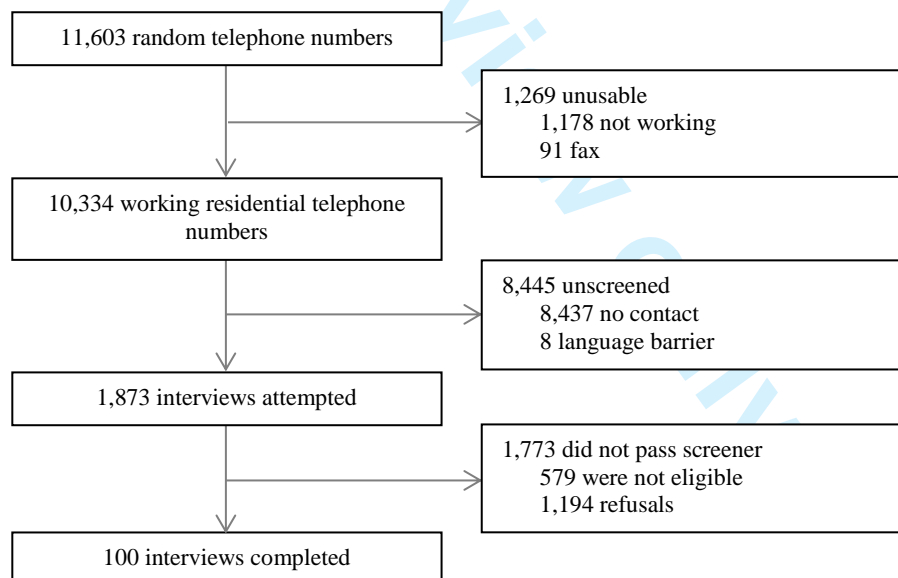 11,603 random telephone numbers
1,269 unusable
1,178 not working
91 fax
10,334 working residential telephone
numbers
8,445 unscreened
8,437 no contact
8 language barrier
1,873 interviews attempted
1,773 did not pass screener
579 were not eligible
1,194 refusals
100 interviews completed